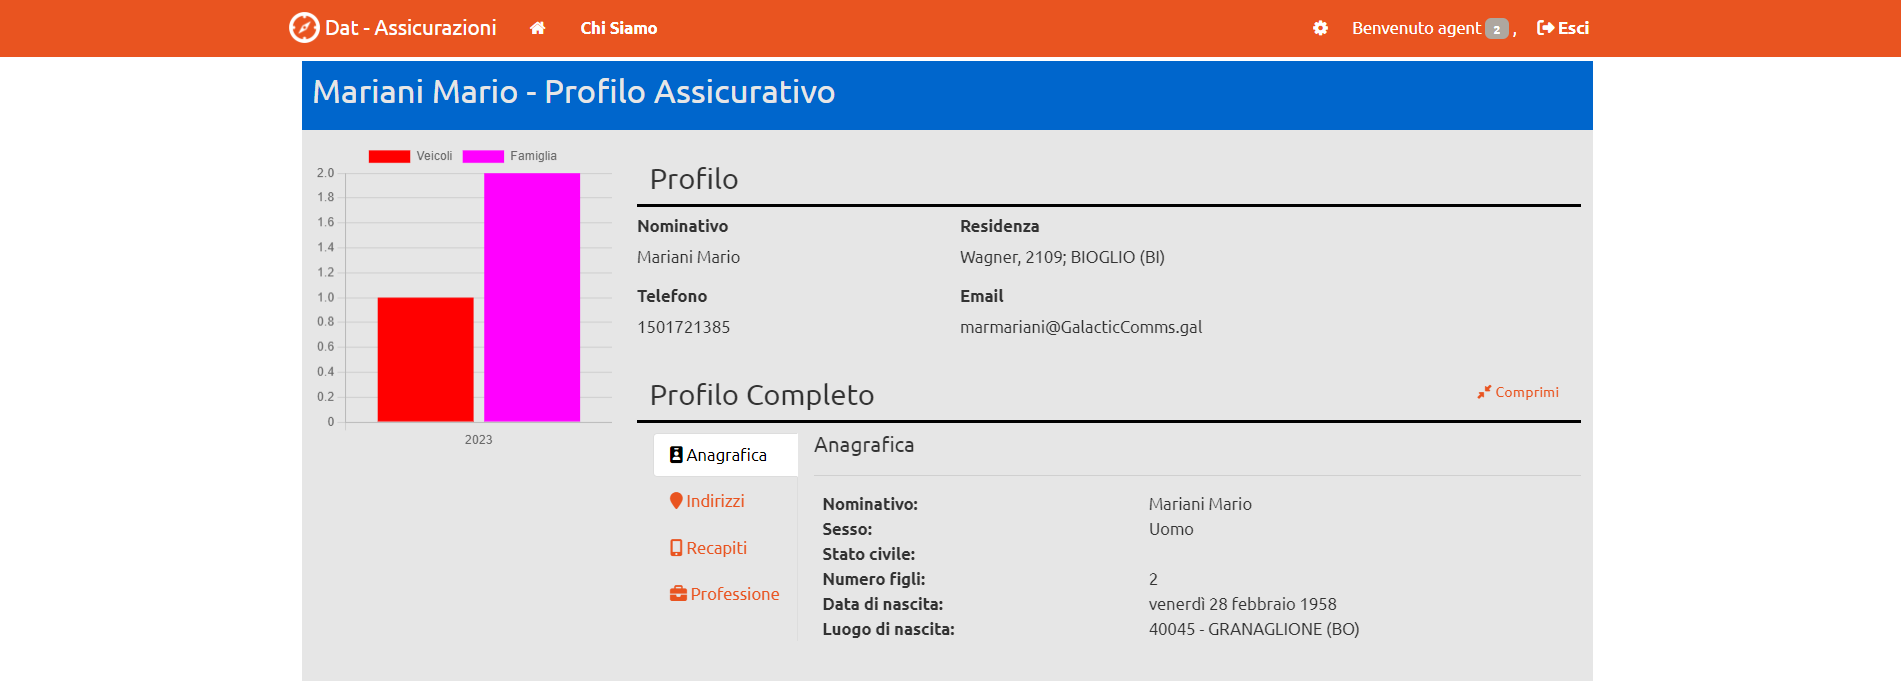 Dat - Assicurazioni
Chi Siamo
Benvenuto agent 2 ,
Esci
Mariani Mario - Profilo Assicurativo
Veicoli
Famiglia
2.0
1.8
1.6
1.4
1.2
1.0
0.8
0.6
0.4
0.2
0
2023
Profilo
Nominativo
Mariani Mario
Residenza
Wagner, 2109; BIOGLIO (BI)
Telefono
1501721385
Email
marmariani@GalacticComms.gal
Profilo Completo
Comprimi
Anagrafica
Indirizzi
Recapiti
Professione
Anagrafica
Nominativo: Mariani Mario
Sesso: Uomo
Stato civile:
Numero figli: 2
Data di nascita: venerdì 28 febbraio 1958
Luogo di nascita: 40045 - GRANAGLIONE (BO)